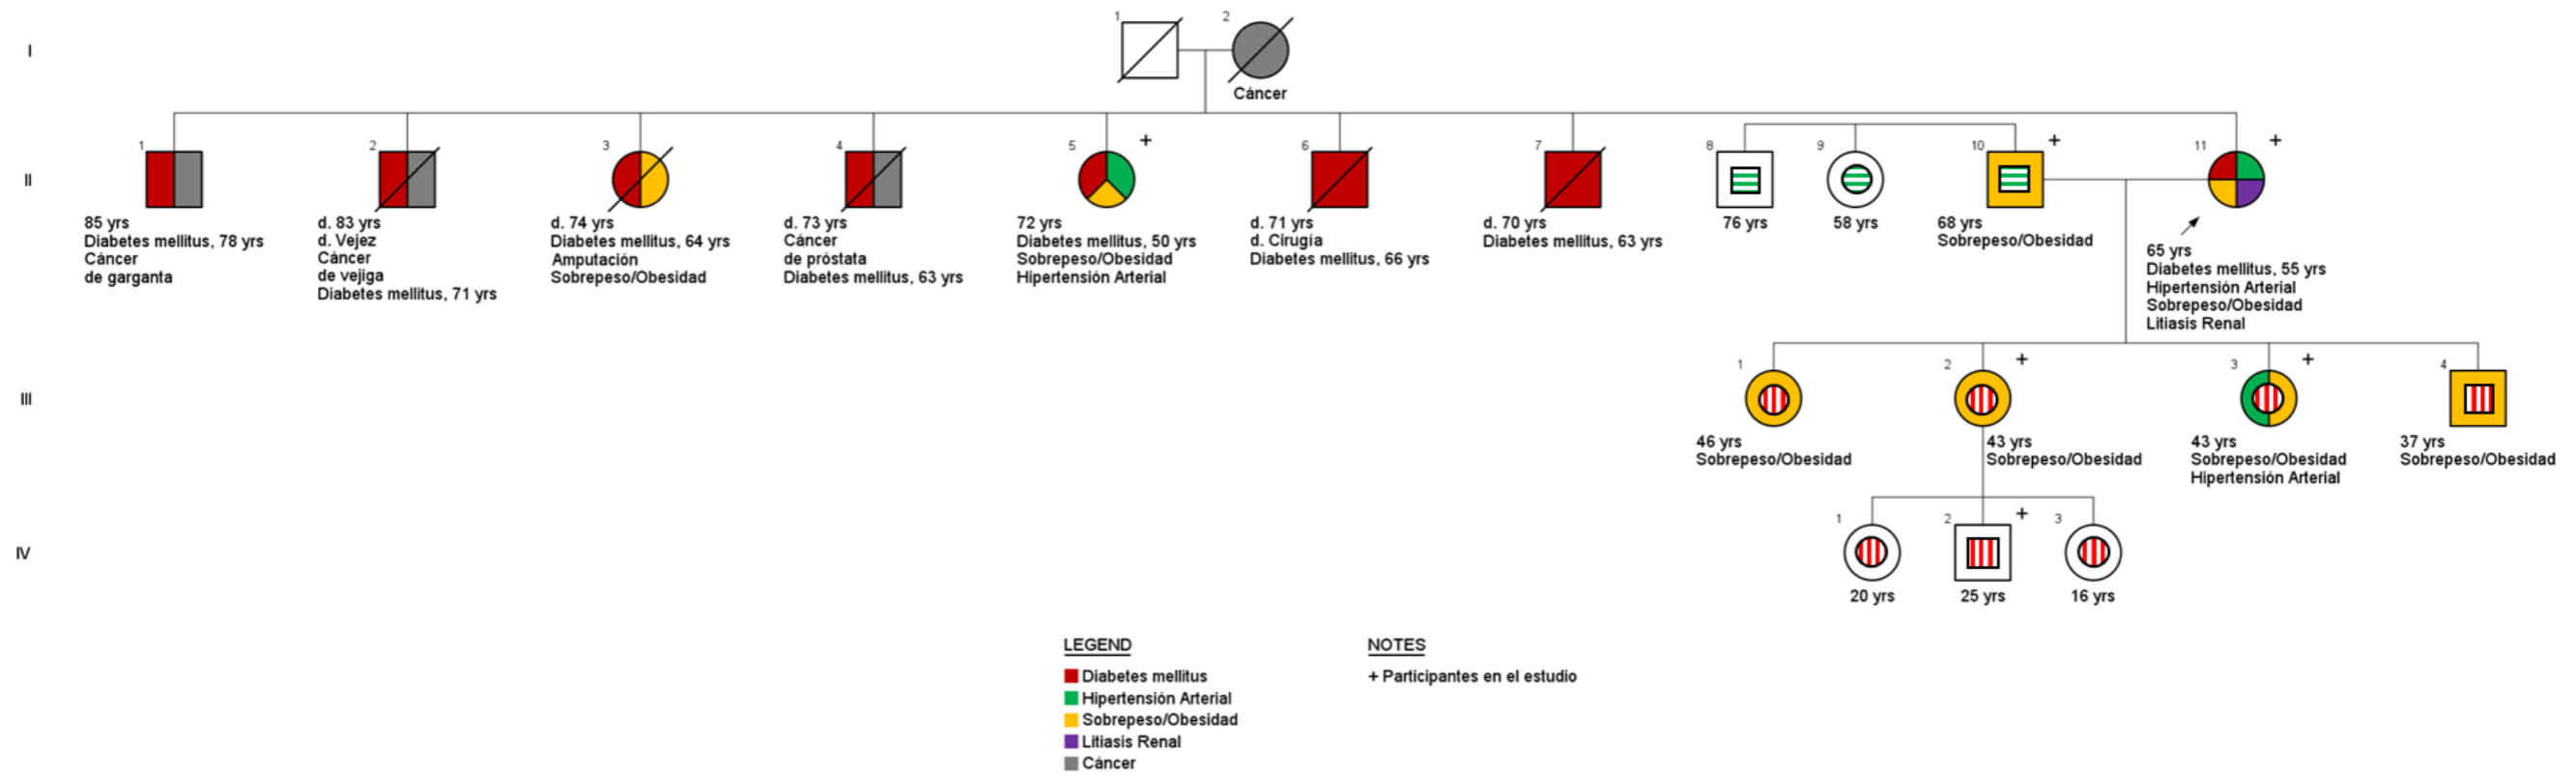 1
2
I
Cáncer
1
2
3
4
5
+
6
7
8
9
10
+
11
+
II
85 yrs
Diabetes mellitus, 78 yrs
Cáncer
de garganta
d. 83 yrs
d. Vejez
Cáncer
de vejiga
Diabetes mellitus, 71 yrs
d. 74 yrs
Diabetes mellitus, 64 yrs
Amputación
Sobrepeso/Obesidad
d. 73 yrs
Cáncer
de próstata
Diabetes mellitus, 63 yrs
72 yrs
Diabetes mellitus, 50 yrs
Sobrepeso/Obesidad
Hipertensión Arterial
d. 71 yrs
d. Cirugía
Diabetes mellitus, 66 yrs
d. 70 yrs
Diabetes mellitus, 63 yrs
76 yrs
58 yrs
68 yrs
Sobrepeso/Obesidad
65 yrs
Diabetes mellitus, 55 yrs
Hipertensión Arterial
Sobrepeso/Obesidad
Litiasis Renal
1
2
+
3
+
4
III
46 yrs
Sobrepeso/Obesidad
43 yrs
Sobrepeso/Obesidad
43 yrs
Sobrepeso/Obesidad
Hipertensión Arterial
37 yrs
Sobrepeso/Obesidad
1
2
+
3
IV
20 yrs
25 yrs
16 yrs
LEGEND
Diabetes mellitus
Hipertensión Arterial
Sobrepeso/Obesidad
Litiasis Renal
Cáncer
NOTES
+ Participantes en el estudio